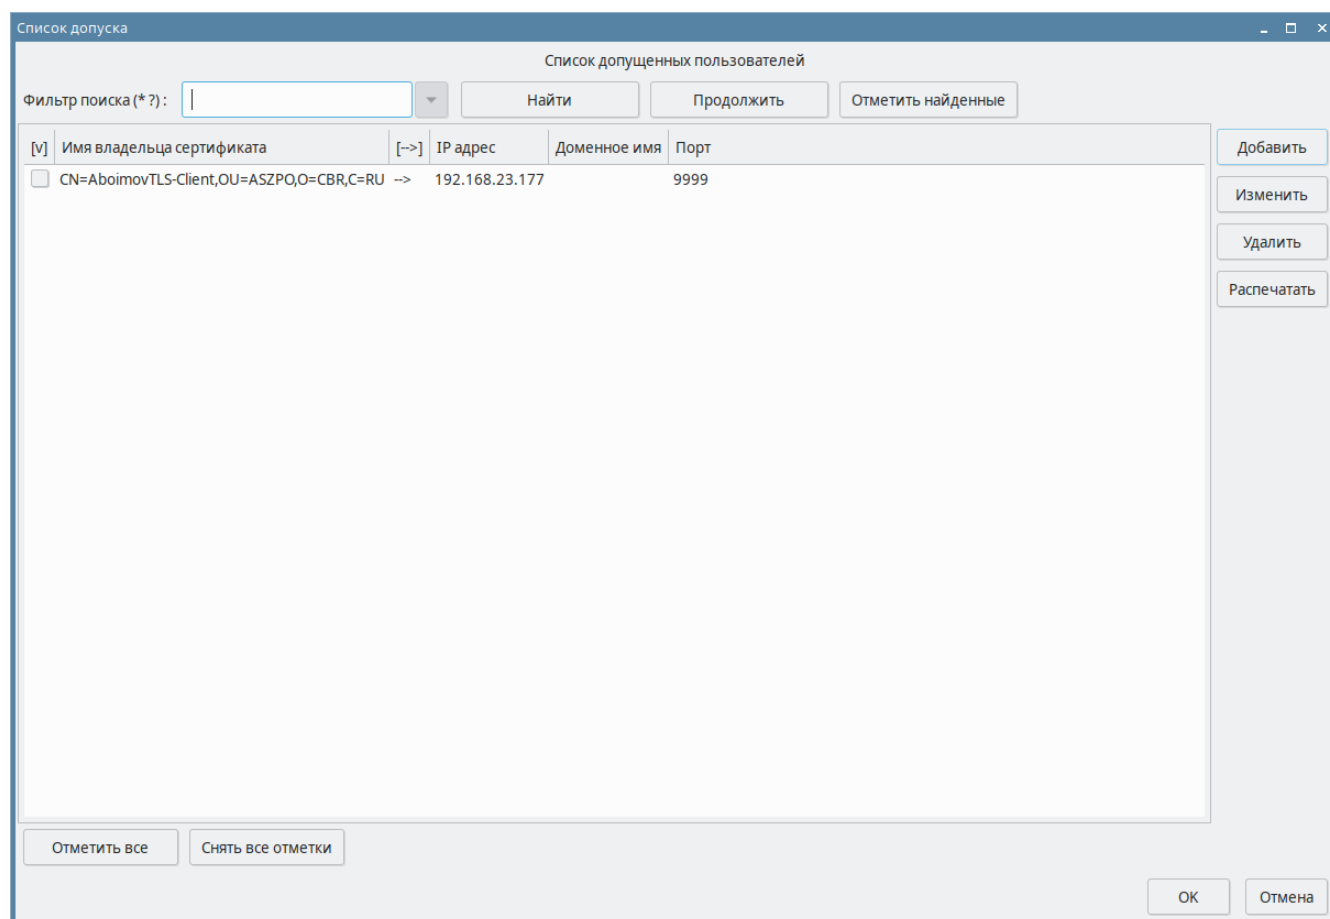 Список допуска
Список допущенных пользователей
Фильтр поиска (* ?) : Найти Продолжить Отметить найденные
[v] Имя владельца сертификата [-->] IP адрес Доменное имя Порт
CN=AboimovTLS-Client,OU=ASZPO,O=CBR,C=RU --> 192.168.23.177 9999
Добавить
Изменить
Удалить
Распечатать
Отметить все Снять все отметки
OK Отмена